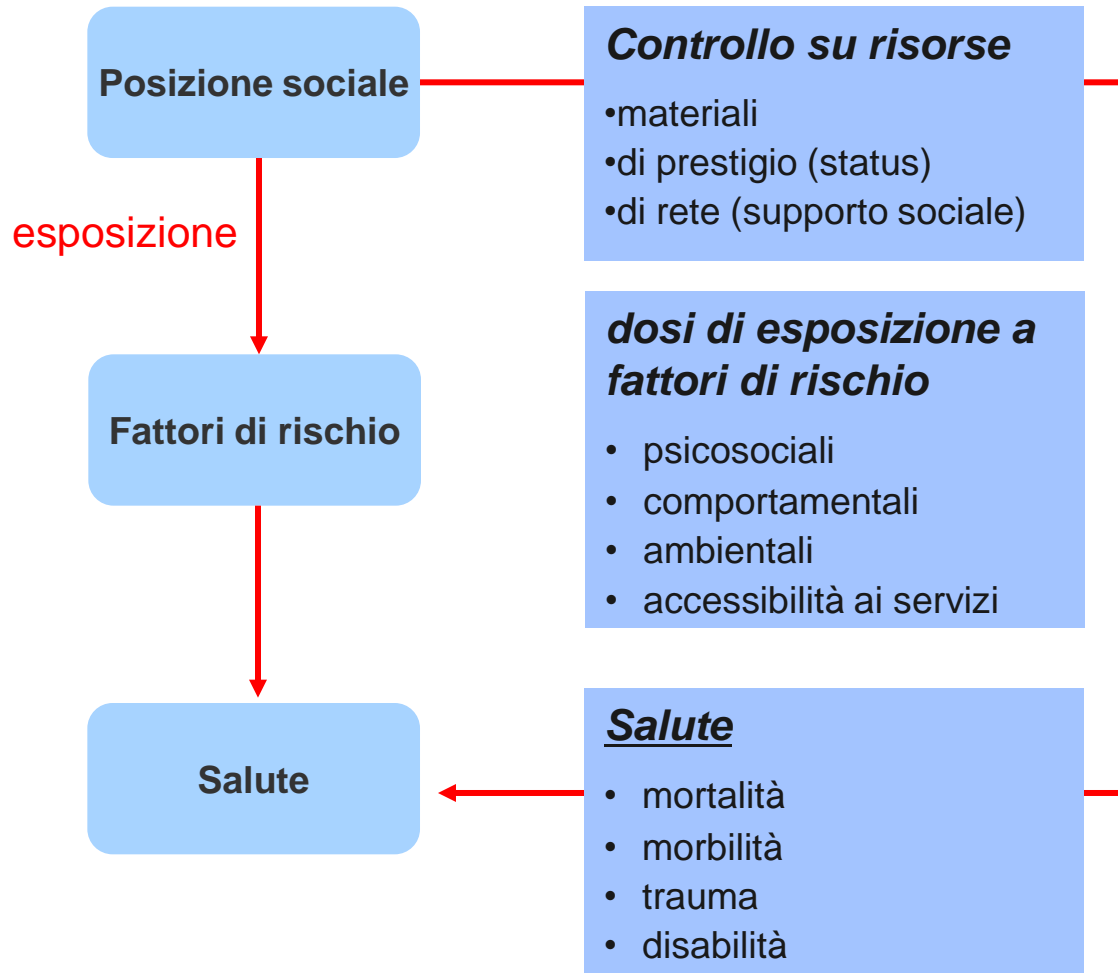 Posizione sociale
Controllo su risorse
•materiali
•di prestigio (status)
•di rete (supporto sociale)
esposizione
Fattori di rischio
dosi di esposizione a
fattori di rischio
• psicosociali
• comportamentali
• ambientali
• accessibilità ai servizi
Salute
Salute
• mortalità
• morbilità
• trauma
• disabilità